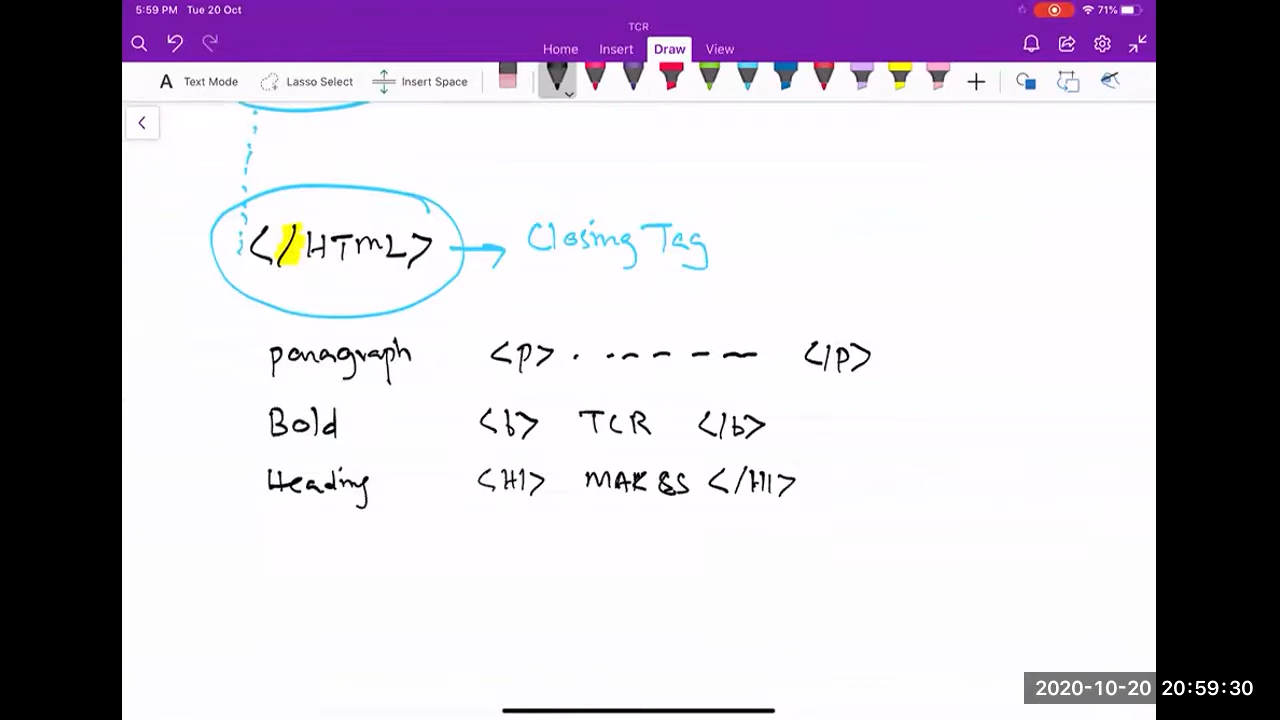 5:59 PM Tue 20 Oct
71%
TCR
Home Insert Draw View
A Text Mode Lasso Select Insert Space
</HTML> → Closing Tag
paragraph <p> . - - - - - </p>
Bold <b> TCR </b>
Heading <H1> MAKESS </H1>
2020-10-20 20:59:30